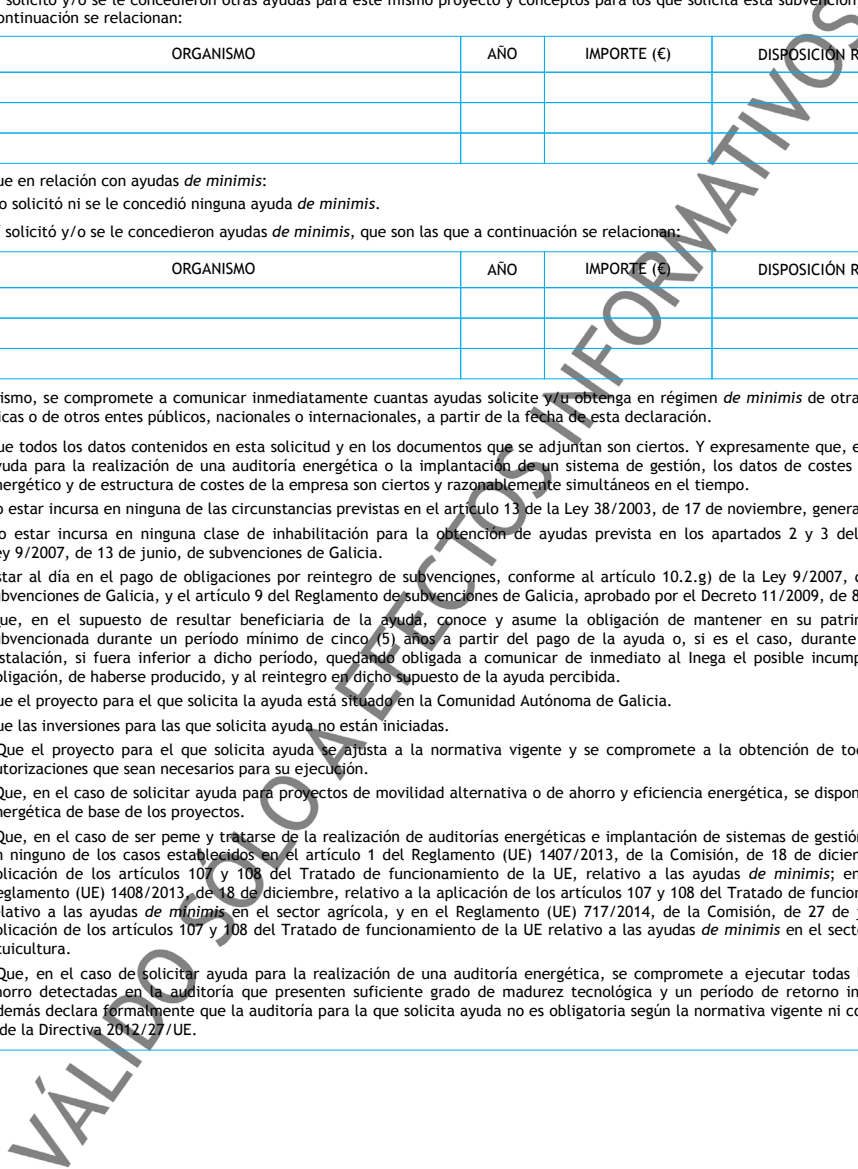 solicitó y/o se le concedieron otras ayudas para este mismo proyecto y conceptos para los que solicita esta subvención
ontinuación se relacionan:
ORGANISMO AÑO IMPORTE (€) DISPOSICIÓN R
ue en relación con ayudas de minimis:
o solicitó ni se le concedió ninguna ayuda de minimis.
solicitó y/o se le concedieron ayudas de minimis, que son las que a continuación se relacionan:
ORGANISMO AÑO IMPORTE (€) DISPOSICIÓN R
ismo, se compromete a comunicar inmediatamente cuantas ayudas solicite y/u obtenga en régimen de minimis de otra
icas o de otros entes públicos, nacionales o internacionales, a partir de la fecha de esta declaración.
ue todos los datos contenidos en esta solicitud y en los documentos que se adjuntan son ciertos. Y expresamente que, e
yuda para la realización de una auditoría energética o la implantación de un sistema de gestión, los datos de costes
nergético y de estructura de costes de la empresa son ciertos y razonablemente simultáneos en el tiempo.
o estar incursa en ninguna de las circunstancias previstas en el artículo 13 de la Ley 38/2003, de 17 de noviembre, genera
o estar incursa en ninguna clase de inhabilitación para la obtención de ayudas prevista en los apartados 2 y 3 del
ey 9/2007, de 13 de junio, de subvenciones de Galicia.
star al día en el pago de obligaciones por reintegro de subvenciones, conforme al artículo 10.2.g) de la Ley 9/2007, d
ubvenciones de Galicia, y el artículo 9 del Reglamento de subvenciones de Galicia, aprobado por el Decreto 11/2009, de 8
ue, en el supuesto de resultar beneficiaria de la ayuda, conoce y asume la obligación de mantener en su patrim
ubvencionada durante un período mínimo de cinco (5) años a partir del pago de la ayuda o, si es el caso, durante
stalación, si fuera inferior a dicho período, quedando obligada a comunicar de inmediato al Inega el posible incump
bligación, de haberse producido, y al reintegro en dicho supuesto de la ayuda percibida.
ue el proyecto para el que solicita la ayuda está situado en la Comunidad Autónoma de Galicia.
ue las inversiones para las que solicita ayuda no están iniciadas.
Que el proyecto para el que solicita ayuda se ajusta a la normativa vigente y se compromete a la obtención de tod
utorizaciones que sean necesarios para su ejecución.
Que, en el caso de solicitar ayuda para proyectos de movilidad alternativa o de ahorro y eficiencia energética, se dispon
nergética de base de los proyectos.
Que, en el caso de ser peme y tratarse de la realización de auditorías energéticas e implantación de sistemas de gestión
n ninguno de los casos establecidos en el artículo 1 del Reglamento (UE) 1407/2013, de la Comisión, de 18 de diciem
plicación de los artículos 107 y 108 del Tratado de funcionamiento de la UE, relativo a las ayudas de minimis; en
eglamento (UE) 1408/2013, de 18 de diciembre, relativo a la aplicación de los artículos 107 y 108 del Tratado de funcion
elativo a las ayudas de minimis en el sector agrícola, y en el Reglamento (UE) 717/2014, de la Comisión, de 27 de j
plicación de los artículos 107 y 108 del Tratado de funcionamiento de la UE relativo a las ayudas de minimis en el secto
cuicultura.
Que, en el caso de solicitar ayuda para la realización de una auditoría energética, se compromete a ejecutar todas l
horro detectadas en la auditoría que presenten suficiente grado de madurez tecnológica y un período de retorno in
demás declara formalmente que la auditoría para la que solicita ayuda no es obligatoria según la normativa vigente ni co
de la Directiva 2012/27/UE.
VÁLIDO SÓLO A EFECTOS INFORMATIVOS